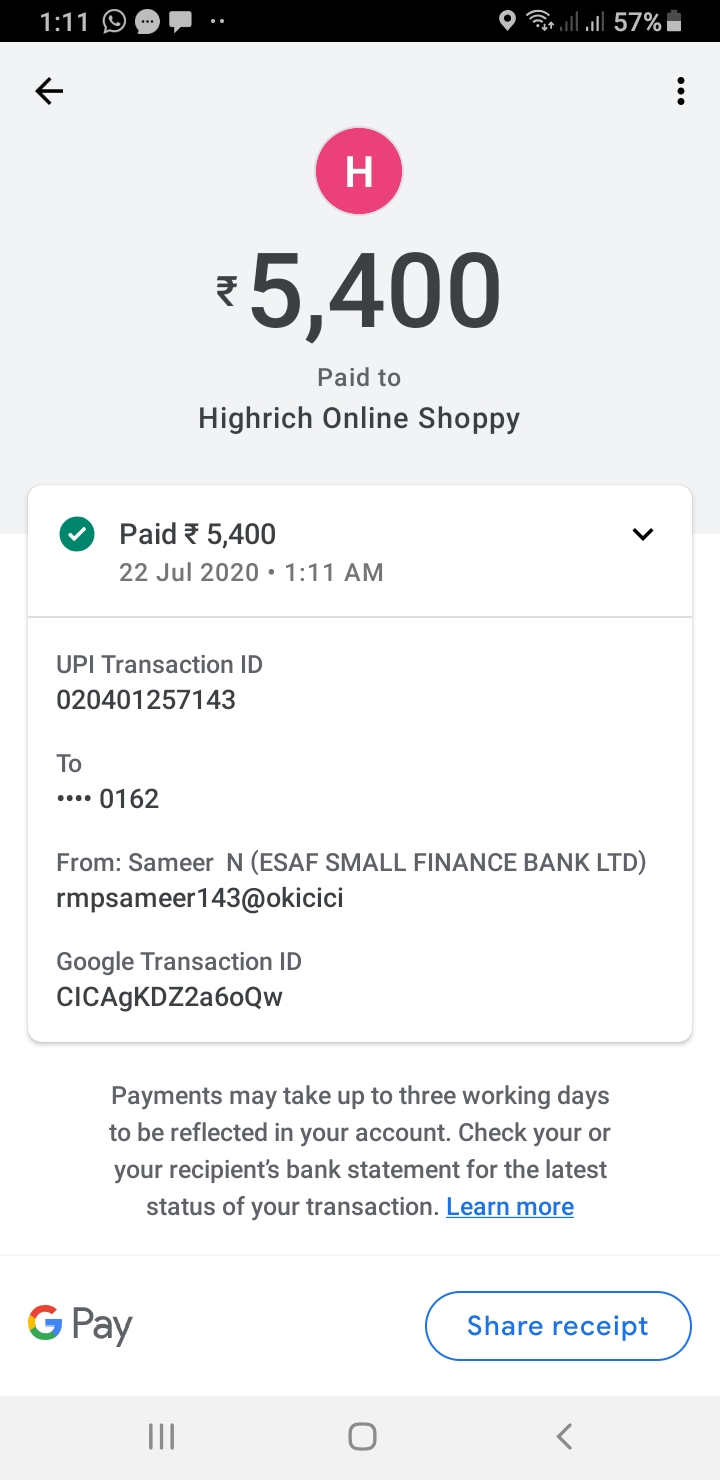 1:11
57%
H
₹5,400
Paid to
Highrich Online Shoppy
Paid ₹ 5,400
22 Jul 2020 • 1:11 AM
UPI Transaction ID
020401257143
To
•••• 0162
From: Sameer  N (ESAF SMALL FINANCE BANK LTD)
rmpsameer143@okicici
Google Transaction ID
CICAgKDZ2a6oQw
Payments may take up to three working days
to be reflected in your account. Check your or
your recipient's bank statement for the latest
status of your transaction. Learn more
G Pay
Share receipt